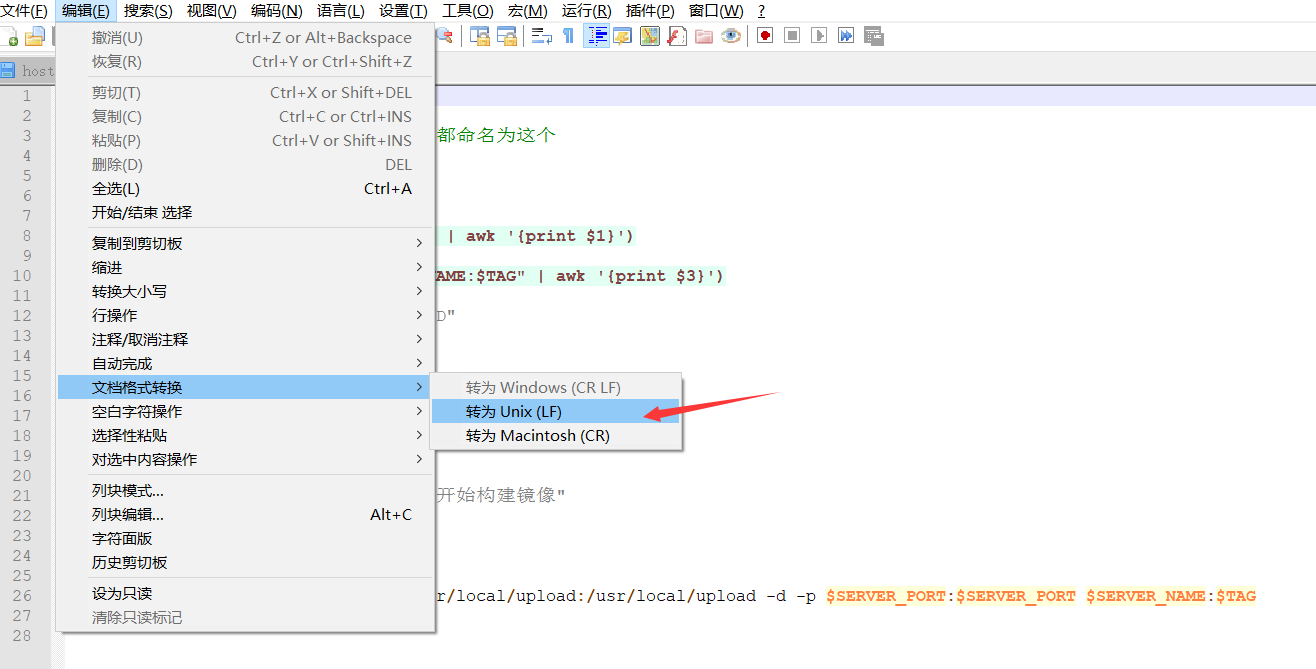 文件(F) 编辑(E) 搜索(S) 视图(V) 编码(N) 语言(L) 设置(T) 工具(O) 宏(M) 运行(R) 插件(P) 窗口(W) ?
host
撤消(U) Ctrl+Z or Alt+Backspace
恢复(R) Ctrl+Y or Ctrl+Shift+Z
剪切(T) Ctrl+X or Shift+DEL
复制(C) Ctrl+C or Ctrl+INS
粘贴(P) Ctrl+V or Shift+INS
删除(D) DEL
全选(L) Ctrl+A
开始/结束 选择
复制到剪切板
缩进
转换大小写
行操作
注释/取消注释
自动完成
文档格式转换
空白字符操作
选择性粘贴
对选中内容操作
列块模式...
列块编辑... Alt+C
字符面版
历史剪切板
设为只读
清除只读标记
转为 Windows (CR LF)
转为 Unix (LF)
转为 Macintosh (CR)
1
2
3 都命名为这个
4
5
6
7
8 | awk '{print $1}')
9
10 AME:$TAG" | awk '{print $3}')
11
12 D"
13
14
15
16
17
18
19
20
21 开始构建镜像"
22
23
24
25
26 r/local/upload:/usr/local/upload -d -p $SERVER_PORT:$SERVER_PORT $SERVER_NAME:$TAG
27
28